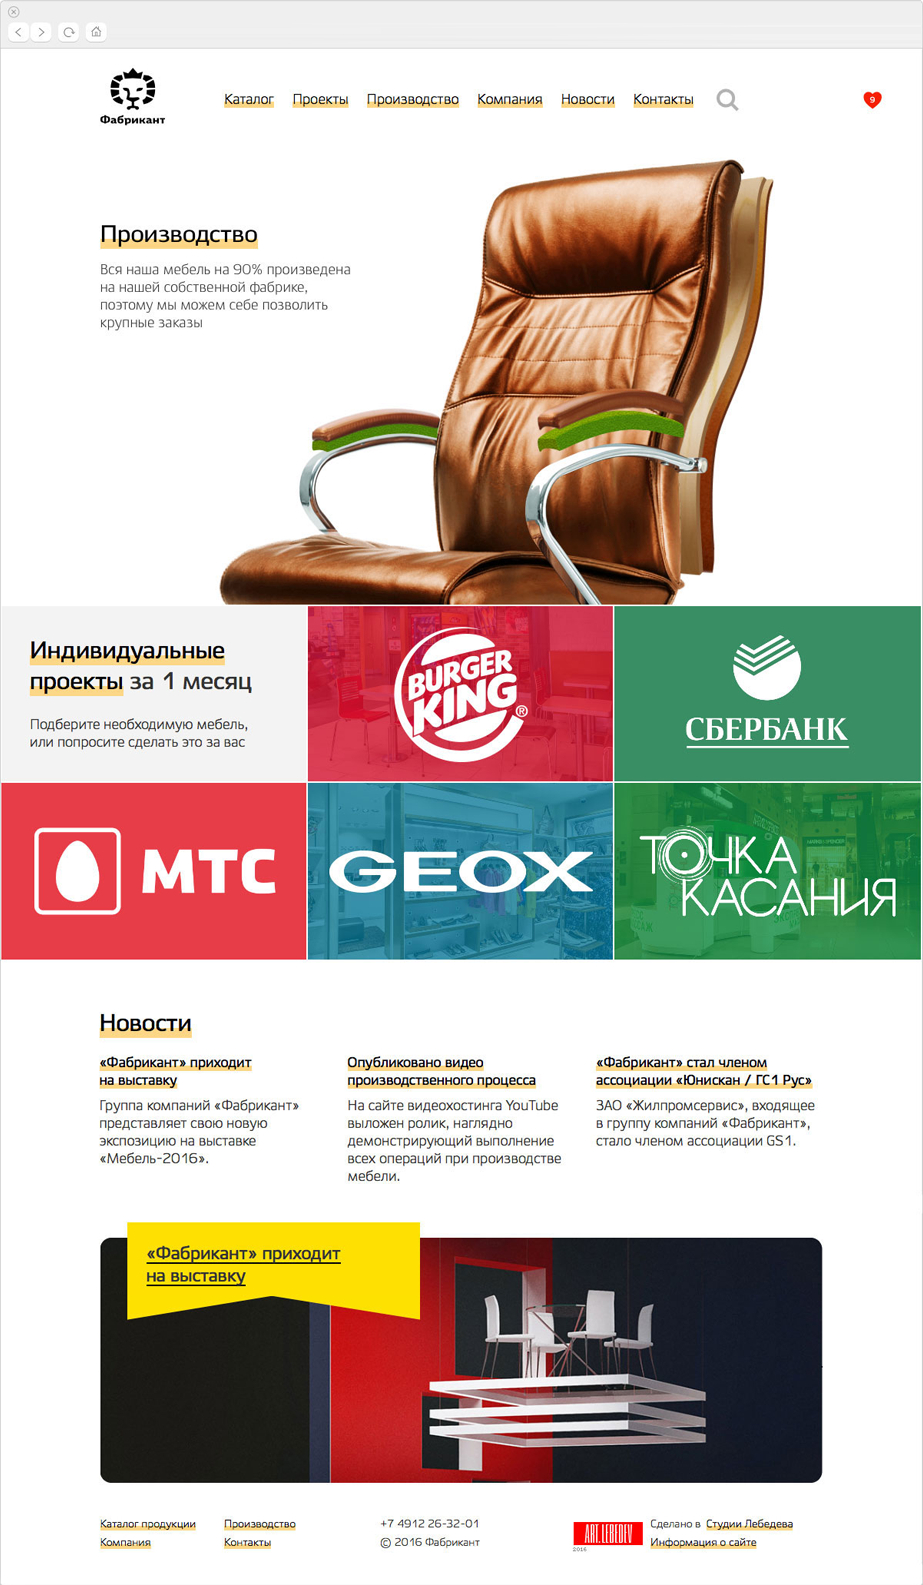 Фабрикант
Каталог Проекты Производство Компания Новости Контакты
9
Производство
Вся наша мебель на 90% произведена
на нашей собственной фабрике,
поэтому мы можем себе позволить
крупные заказы
Индивидуальные
проекты за 1 месяц
Подберите необходимую мебель,
или попросите сделать это за вас
BURGER
KING®
СБЕРБАНК
МТС
GEOX
ТОЧКА
КАСАНИЯ
Новости
«Фабрикант» приходит
на выставку
Группа компаний «Фабрикант»
представляет свою новую
экспозицию на выставке
«Мебель-2016».
Опубликовано видео
производственного процесса
На сайте видеохостинга YouTube
выложен ролик, наглядно
демонстрирующий выполнение
всех операций при производстве
мебели.
«Фабрикант» стал членом
ассоциации «Юнискан / ГС1 Рус»
ЗАО «Жилпромсервис», входящее
в группу компаний «Фабрикант»,
стало членом ассоциации GS1.
«Фабрикант» приходит
на выставку
Каталог продукции
Компания
Производство
Контакты
+7 4912 26-32-01
© 2016 Фабрикант
ART. LEBEDEV
2016
Сделано в Студии Лебедева
Информация о сайте